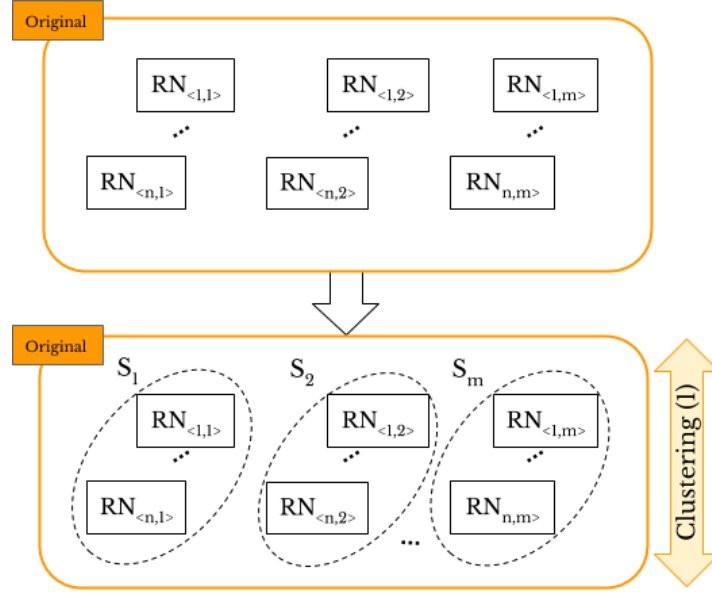 Original
RN<1,1> RN<1,2> RN<1,m>
... ... ...
RN<n,1> RN<n,2> RNn,m>
Original
S1 S2 Sm
RN<1,1> RN<1,2> RN<1,m>
... ... ...
RN<n,1> RN<n,2> RNn,m>
...
Clustering (1)